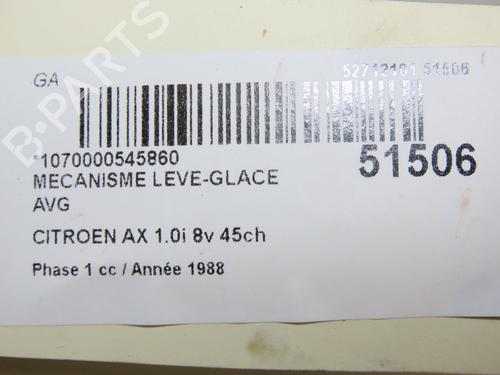 GA
52712161 51506
*1070000545860
51506
MECANISME LEVE-GLACE
AVG
CITROEN AX 1.0i 8v 45ch
Phase 1 cc / Année 1988
B-PARTS